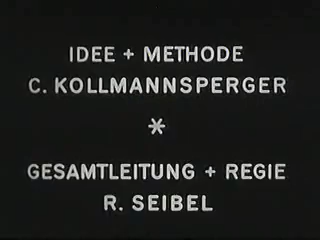 IDEE + METHODE
C. KOLLMANNSPERGER
*
GESAMTLEITUNG + REGIE
R. SEIBEL